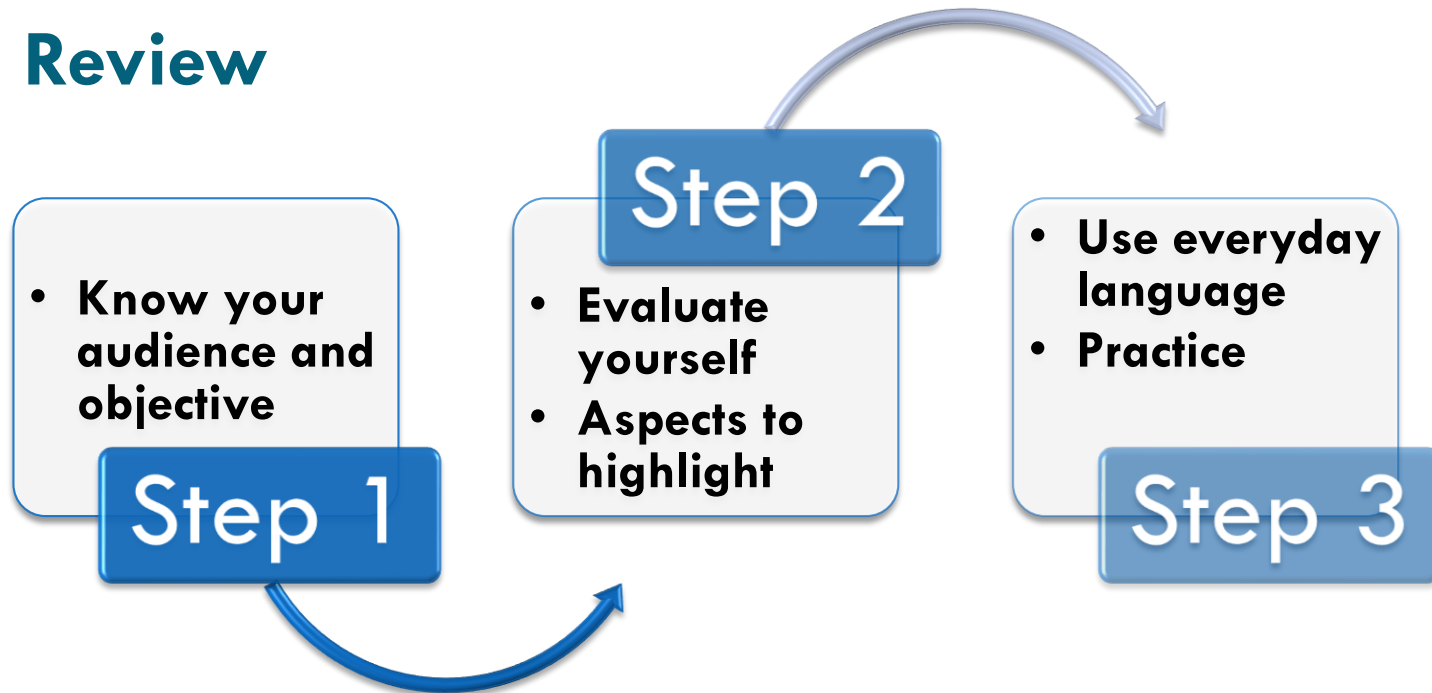 Review
• Know your
audience and
objective
Step 1
Step 2
• Evaluate
yourself
• Aspects to
highlight
• Use everyday
language
• Practice
Step 3